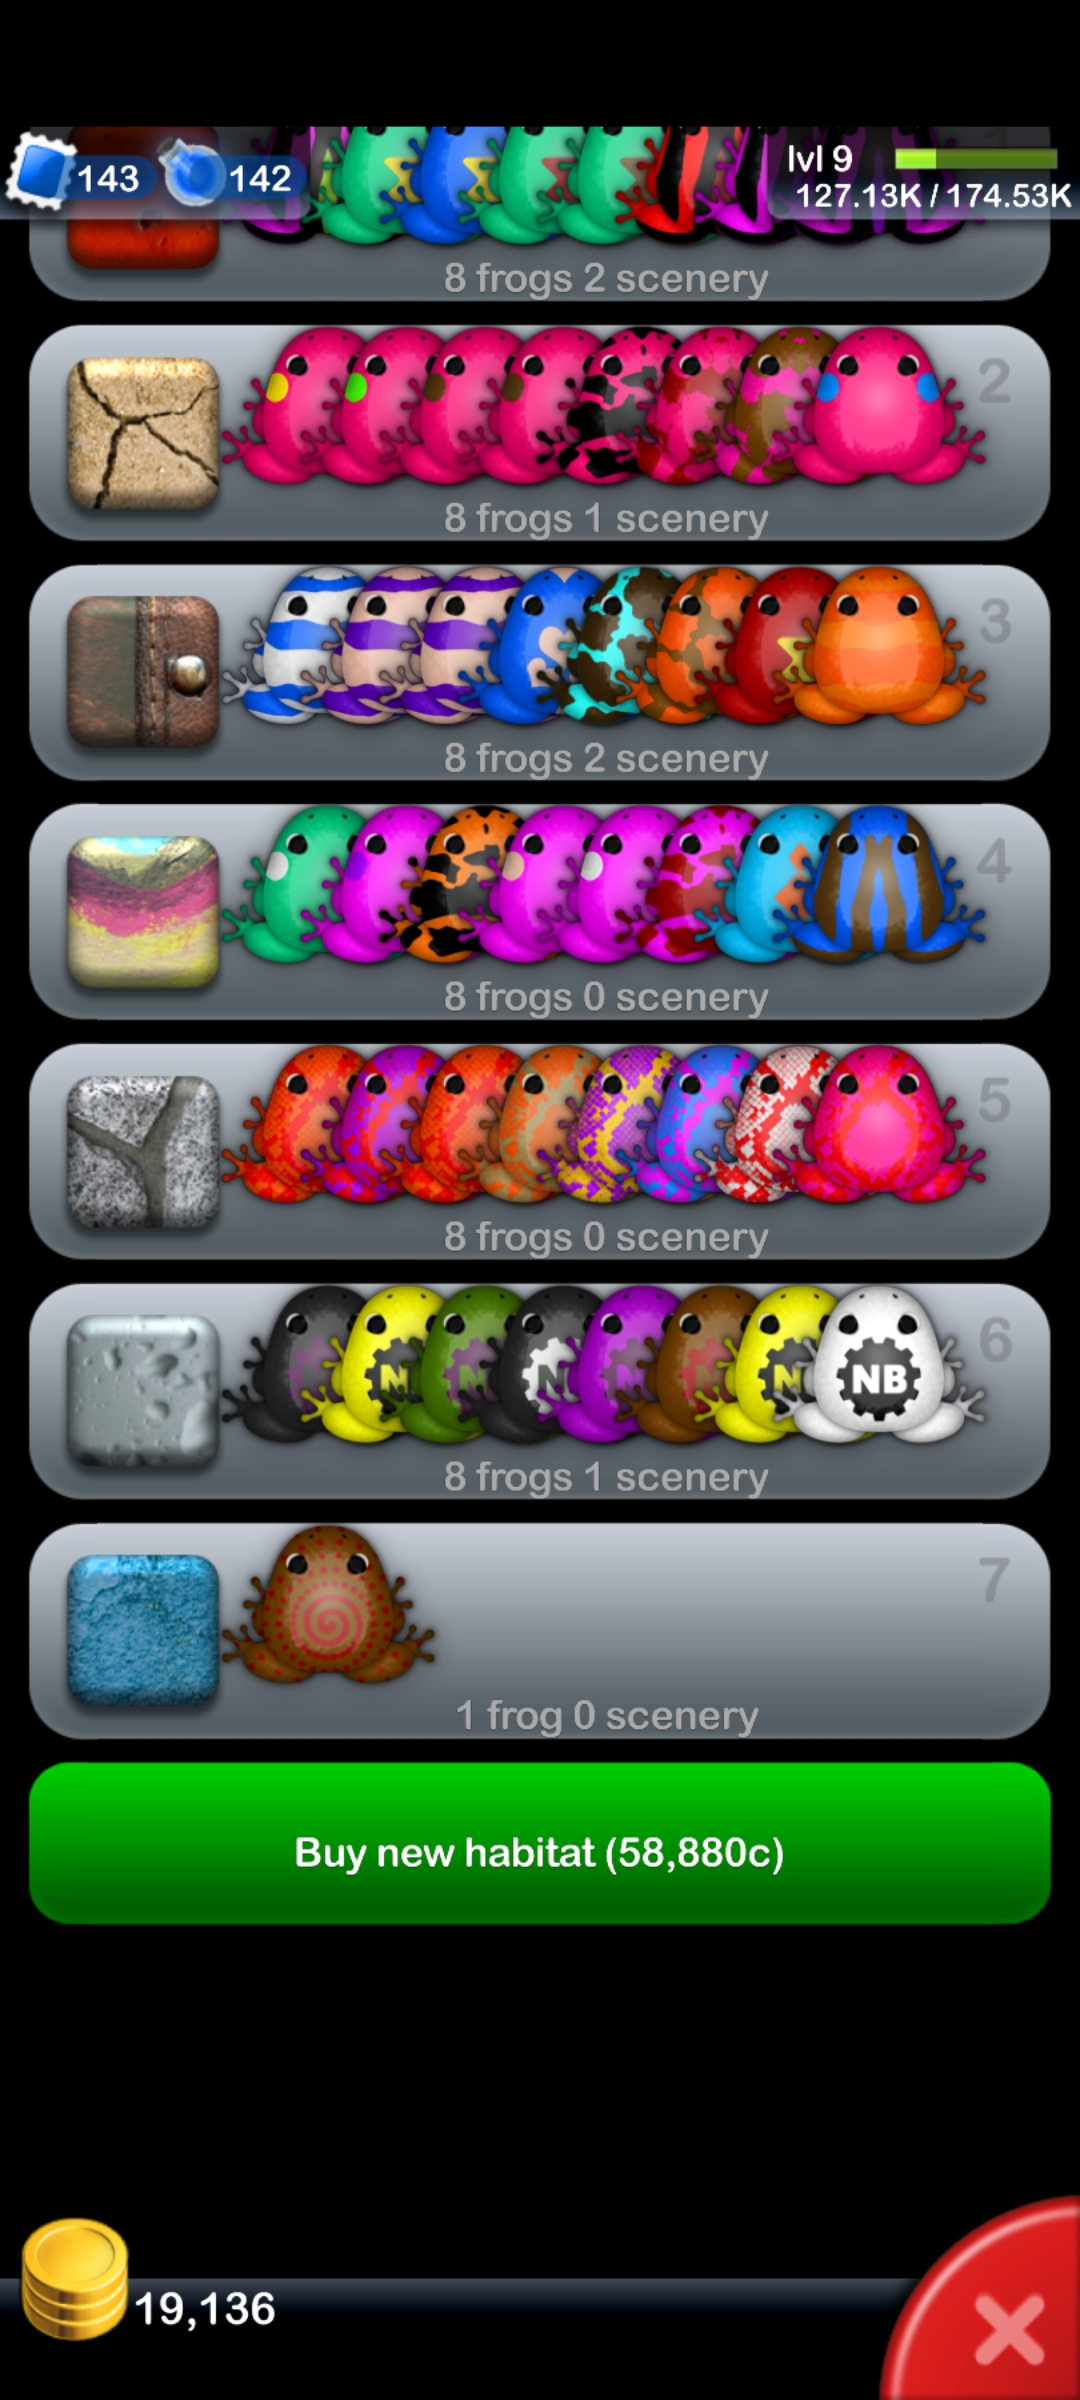 143
142
lvl 9
127.13K / 174.53K
8 frogs 2 scenery
2
8 frogs 1 scenery
3
8 frogs 2 scenery
4
8 frogs 0 scenery
5
8 frogs 0 scenery
6
N
N
N
NB
8 frogs 1 scenery
7
1 frog 0 scenery
Buy new habitat (58,880c)
19,136